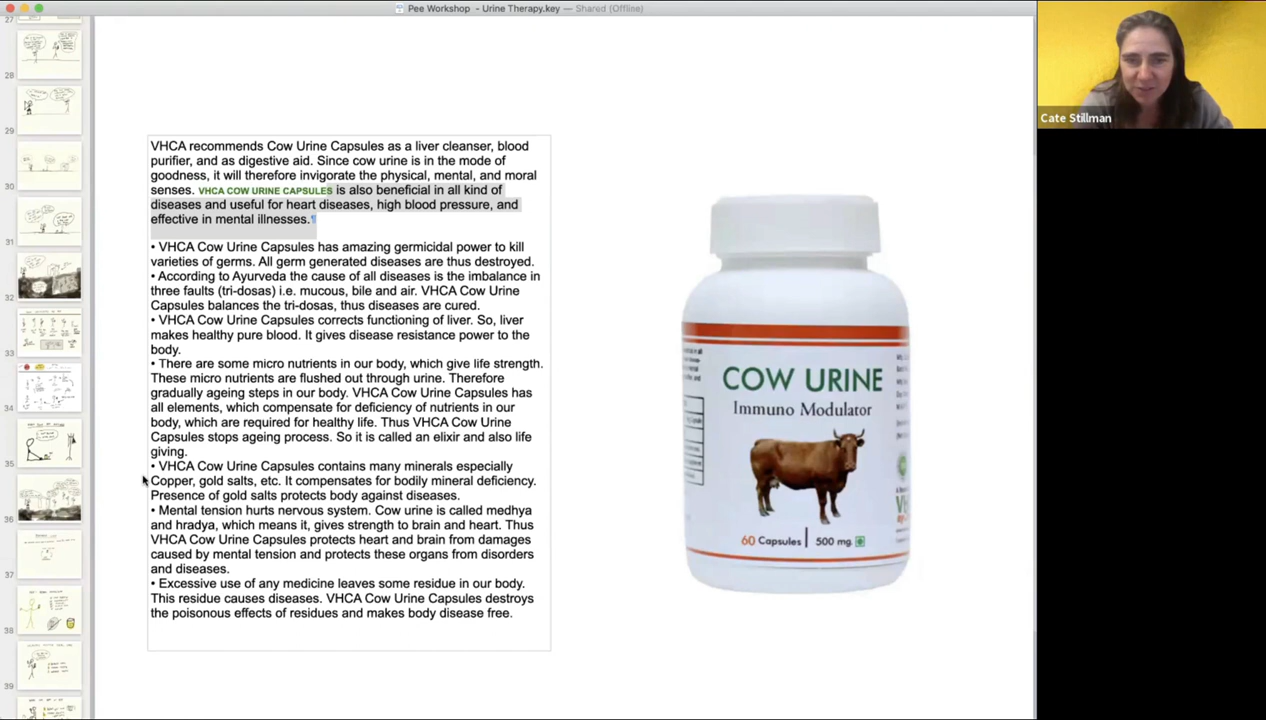 Pee Workshop - Urine Therapy.key — Shared (Offline)
27
28
29
30
31
32
33
34
35
36
37
38
39
VHCA recommends Cow Urine Capsules as a liver cleanser, blood
purifier, and as digestive aid. Since cow urine is in the mode of
goodness, it will therefore invigorate the physical, mental, and moral
senses. VHCA COW URINE CAPSULES is also beneficial in all kind of
diseases and useful for heart diseases, high blood pressure, and
effective in mental illnesses.¶
• VHCA Cow Urine Capsules has amazing germicidal power to kill
varieties of germs. All germ generated diseases are thus destroyed.
• According to Ayurveda the cause of all diseases is the imbalance in
three faults (tri-dosas) i.e. mucous, bile and air. VHCA Cow Urine
Capsules balances the tri-dosas, thus diseases are cured.
• VHCA Cow Urine Capsules corrects functioning of liver. So, liver
makes healthy pure blood. It gives disease resistance power to the
body.
• There are some micro nutrients in our body, which give life strength.
These micro nutrients are flushed out through urine. Therefore
gradually ageing steps in our body. VHCA Cow Urine Capsules has
all elements, which compensate for deficiency of nutrients in our
body, which are required for healthy life. Thus VHCA Cow Urine
Capsules stops ageing process. So it is called an elixir and also life
giving.
• VHCA Cow Urine Capsules contains many minerals especially
Copper, gold salts, etc. It compensates for bodily mineral deficiency.
Presence of gold salts protects body against diseases.
• Mental tension hurts nervous system. Cow urine is called medhya
and hradya, which means it, gives strength to brain and heart. Thus
VHCA Cow Urine Capsules protects heart and brain from damages
caused by mental tension and protects these organs from disorders
and diseases.
• Excessive use of any medicine leaves some residue in our body.
This residue causes diseases. VHCA Cow Urine Capsules destroys
the poisonous effects of residues and makes body disease free.
COW URINE
Immuno Modulator
60 Capsules | 500 mg.
Cate Stillman